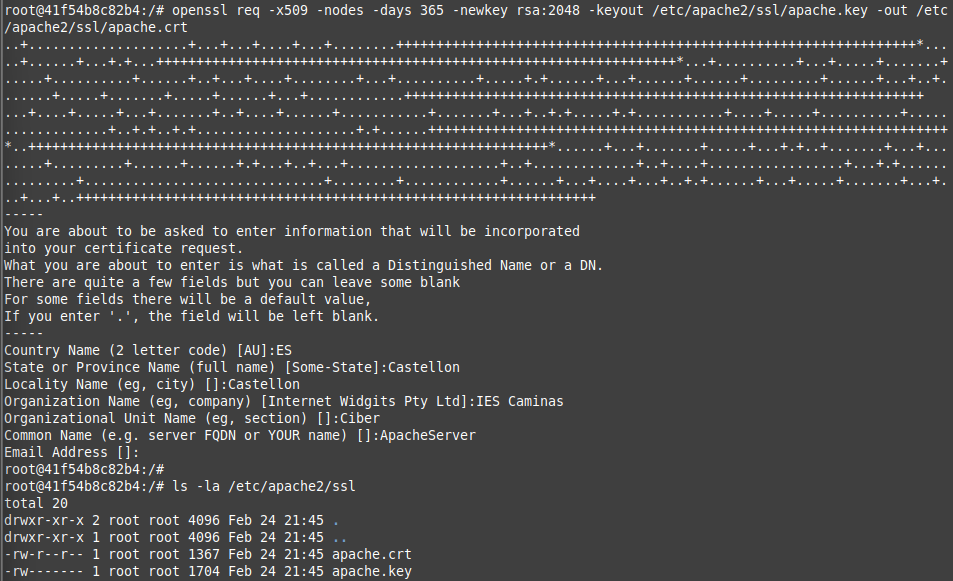 root@41f54b8c82b4:/# openssl req -x509 -nodes -days 365 -newkey rsa:2048 -keyout /etc/apache2/ssl/apache.key -out /etc
/apache2/ssl/apache.crt
-----
You are about to be asked to enter information that will be incorporated
into your certificate request.
What you are about to enter is what is called a Distinguished Name or a DN.
There are quite a few fields but you can leave some blank
For some fields there will be a default value,
If you enter '.', the field will be left blank.
-----
Country Name (2 letter code) [AU]:ES
State or Province Name (full name) [Some-State]:Castellon
Locality Name (eg, city) []:Castellon
Organization Name (eg, company) [Internet Widgits Pty Ltd]:IES Caminas
Organizational Unit Name (eg, section) []:Ciber
Common Name (e.g. server FQDN or YOUR name) []:ApacheServer
Email Address []:
root@41f54b8c82b4:/#
root@41f54b8c82b4:/# ls -la /etc/apache2/ssl
total 20
drwxr-xr-x 2 root root 4096 Feb 24 21:45 .
drwxr-xr-x 1 root root 4096 Feb 24 21:45 ..
-rw-r--r-- 1 root root 1367 Feb 24 21:45 apache.crt
-rw------- 1 root root 1704 Feb 24 21:45 apache.key